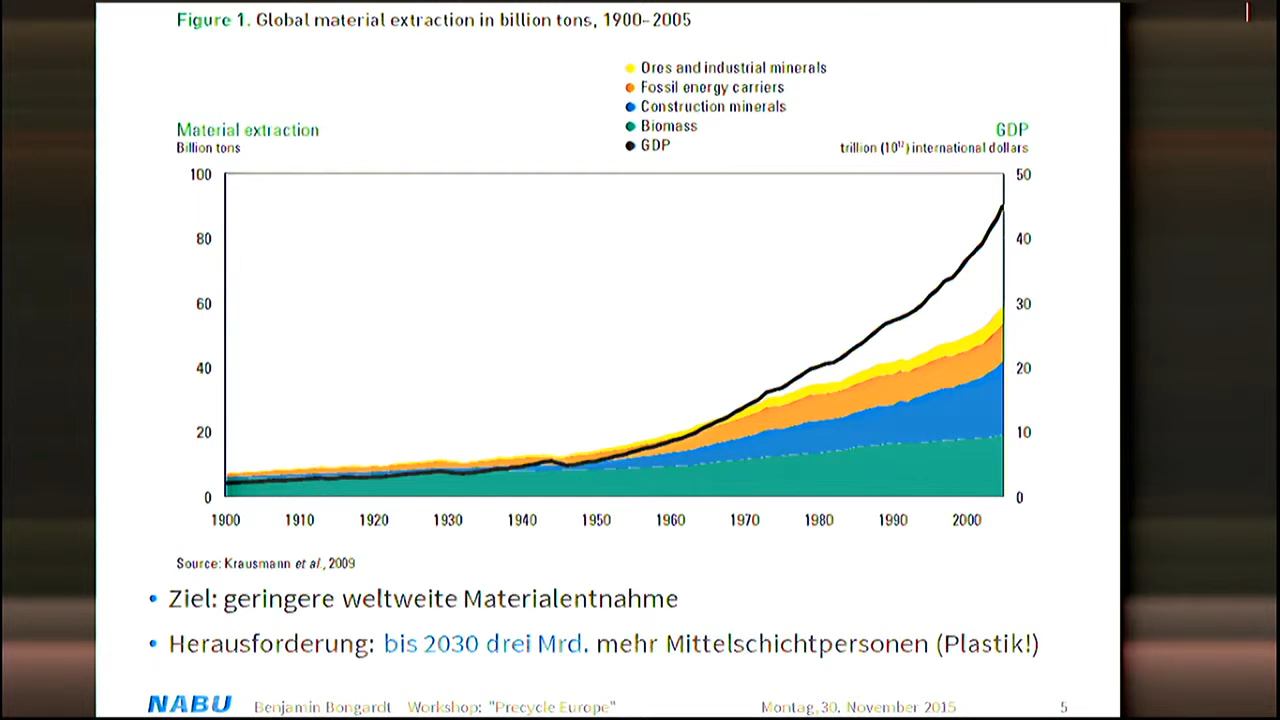 Figure 1. Global material extraction in billion tons, 1900–2005
Ores and industrial minerals
Fossil energy carriers
Construction minerals
Biomass
GDP
Material extraction
Billion tons
GDP
trillion (10¹²) international dollars
100
80
60
40
20
0
50
40
30
20
10
0
1900 1910 1920 1930 1940 1950 1960 1970 1980 1990 2000
Source: Krausmann et al., 2009
• Ziel: geringere weltweite Materialentnahme
• Herausforderung: bis 2030 drei Mrd. mehr Mittelschichtpersonen (Plastik!)
NABU Benjamin Bongardt Workshop: "Precycle Europe" Montag,30. November 2015 5